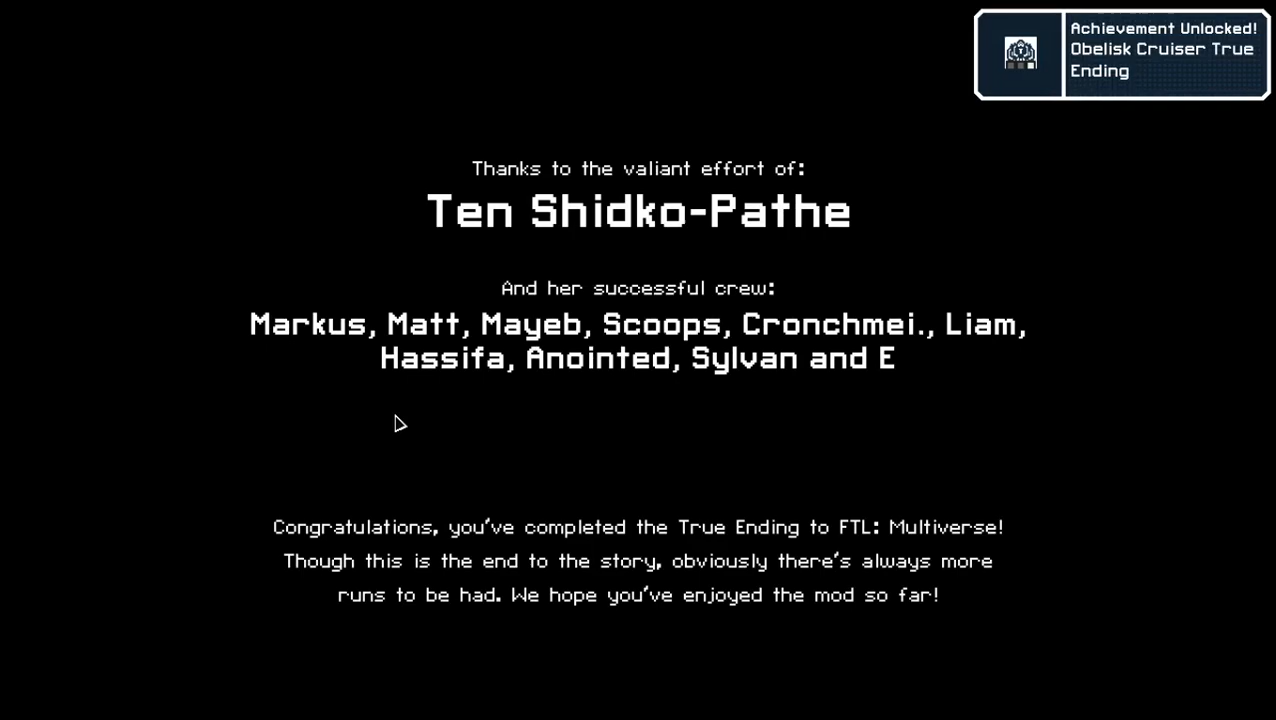 Achievement Unlocked!
Obelisk Cruiser True
Ending
Thanks to the valiant effort of:
Ten Shidko-Pathe
And her successful crew:
Markus, Matt, Mayeb, Scoops, Cronchmei., Liam,
Hassifa, Anointed, Sylvan and E
Congratulations, you've completed the True Ending to FTL: Multiverse!
Though this is the end to the story, obviously there's always more
runs to be had. We hope you've enjoyed the mod so far!